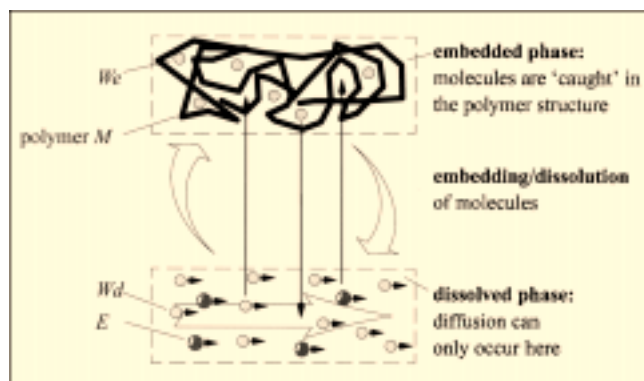 We
embedded phase:
molecules are 'caught' in
the polymer structure
polymer M
embedding/dissolution
of molecules
Wd
E
dissolved phase:
diffusion can
only occur here